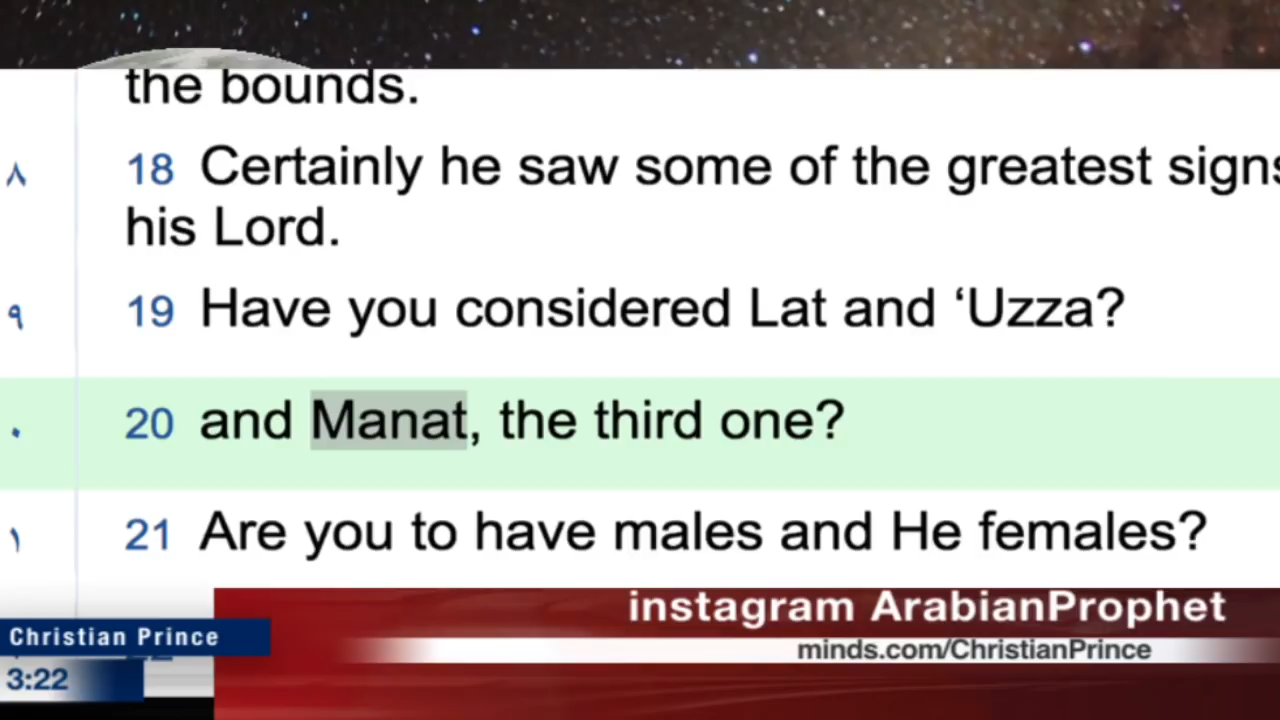 the bounds.
٨ 18 Certainly he saw some of the greatest signs
his Lord.
٩ 19 Have you considered Lat and ‘Uzza?
٠ 20 and Manat, the third one?
١ 21 Are you to have males and He females?
instagram ArabianProphet
Christian Prince
minds.com/ChristianPrince
3:22